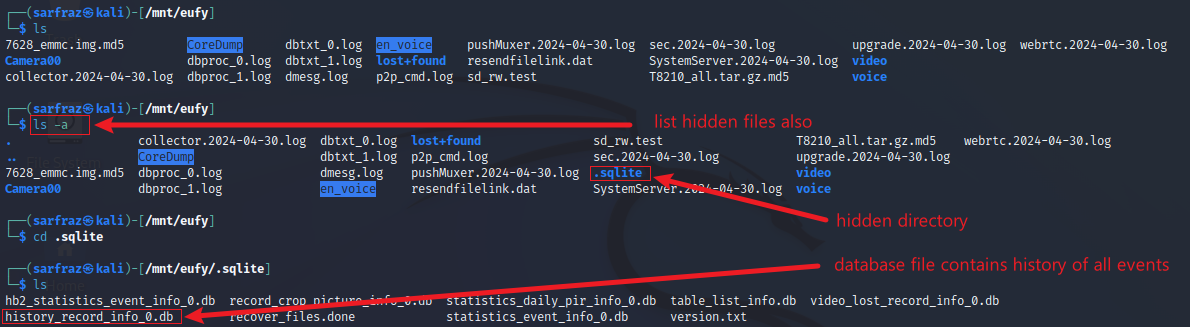 ┌──(sarfraz㉿kali)-[/mnt/eufy]
└─$ ls
7628_emmc.img.md5 CoreDump dbtxt_0.log en_voice pushMuxer.2024-04-30.log sec.2024-04-30.log upgrade.2024-04-30.log webrtc.2024-04-30.log
Camera00 dbproc_0.log dbtxt_1.log lost+found resendfilelink.dat SystemServer.2024-04-30.log video
collector.2024-04-30.log dbproc_1.log dmesg.log p2p_cmd.log sd_rw.test T8210_all.tar.gz.md5 voice
┌──(sarfraz㉿kali)-[/mnt/eufy]
└─$ ls -a list hidden files also
. collector.2024-04-30.log dbtxt_0.log lost+found sd_rw.test T8210_all.tar.gz.md5 webrtc.2024-04-30.log
.. CoreDump dbtxt_1.log p2p_cmd.log sec.2024-04-30.log upgrade.2024-04-30.log
7628_emmc.img.md5 dbproc_0.log dmesg.log pushMuxer.2024-04-30.log .sqlite video
Camera00 dbproc_1.log en_voice resendfilelink.dat SystemServer.2024-04-30.log voice
hidden directory
┌──(sarfraz㉿kali)-[/mnt/eufy]
└─$ cd .sqlite
┌──(sarfraz㉿kali)-[/mnt/eufy/.sqlite]
database file contains history of all events
└─$ ls
hb2_statistics_event_info_0.db record_crop_picture_info_0.db statistics_daily_pir_info_0.db table_list_info.db video_lost_record_info_0.db
history_record_info_0.db recover_files.done statistics_event_info_0.db version.txt